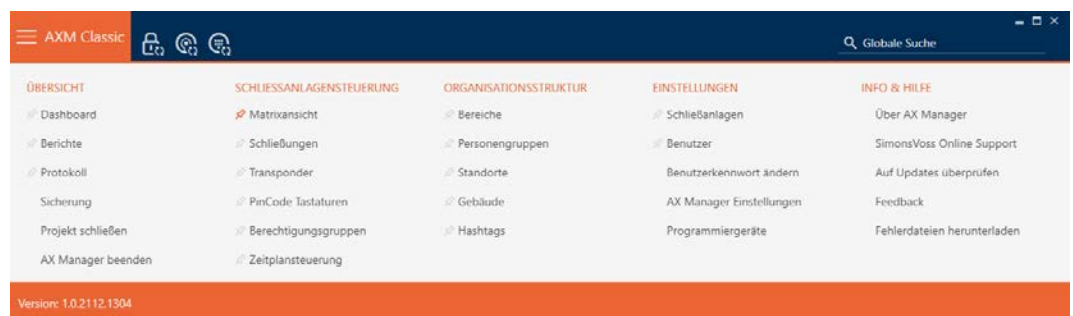 AXM Classic
Globale Suche
ÜBERSICHT
Dashboard
Berichte
Protokoll
Sicherung
Projekt schließen
AX Manager beenden
SCHLIESSANLAGENSTEUERUNG
Matrixansicht
Schließungen
Transponder
PinCode Tastaturen
Berechtigungsgruppen
Zeitplansteuerung
ORGANISATIONSSTRUKTUR
Bereiche
Personengruppen
Standorte
Gebäude
Hashtags
EINSTELLUNGEN
Schließanlagen
Benutzer
Benutzerkennwort ändern
AX Manager Einstellungen
Programmiergeräte
INFO & HILFE
Über AX Manager
SimonsVoss Online Support
Auf Updates überprüfen
Feedback
Fehlerdateien herunterladen
Version: 1.0.2112.1304